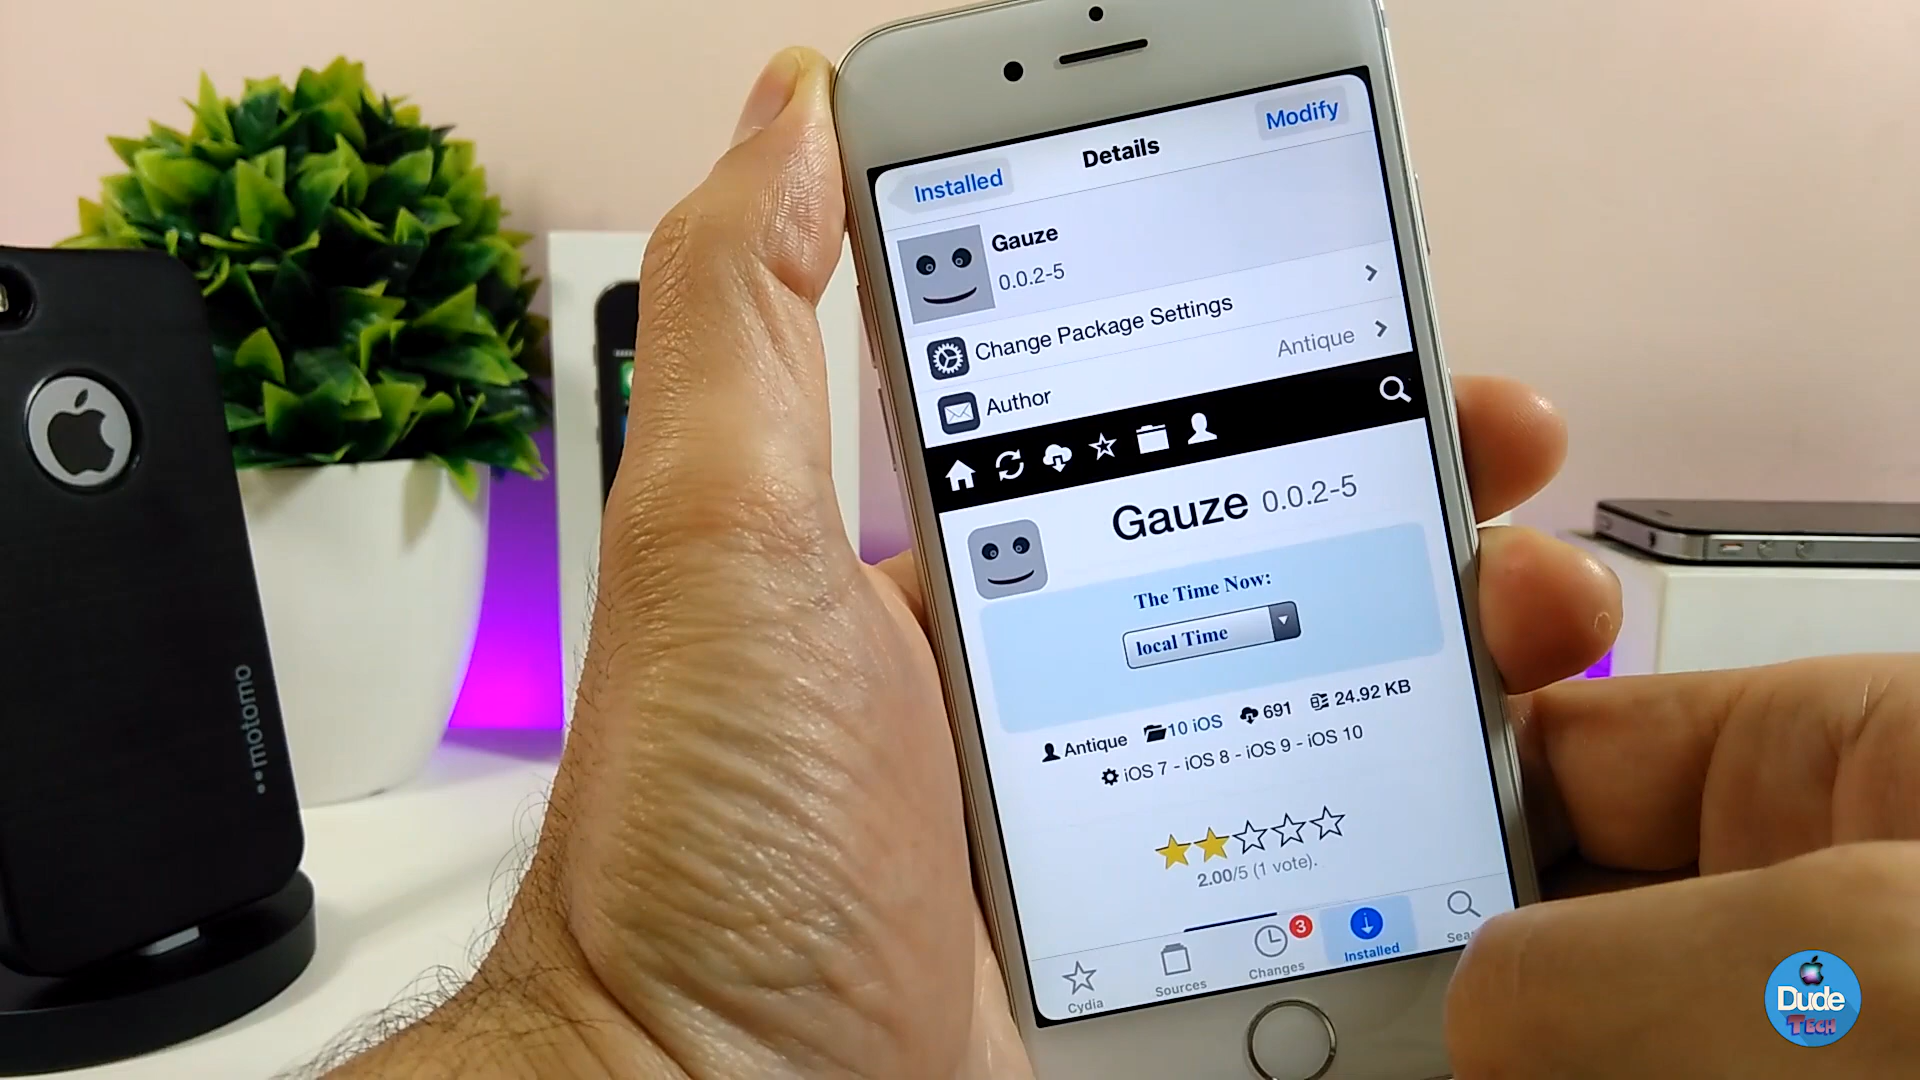 Modify
Details
Installed
Gauze
0.0.2-5
Change Package Settings
Antique
Author
Gauze 0.0.2-5
The Time Now:
local Time
Antique 10 iOS 691 24.92 KB
iOS 7 - iOS 8 - iOS 9 - iOS 10
2.00/5 (1 vote).
3
Cydia
Sources
Changes
Installed
Sea
motomo
Dude
TECH